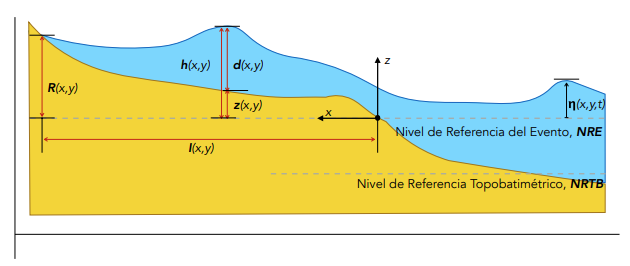 z
h(x,y)
d(x,y)
R(x,y)
z(x,y)
η(x,y,t)
x
Nivel de Referencia del Evento, NRE
l(x,y)
Nivel de Referencia Topobatimétrico, NRTB